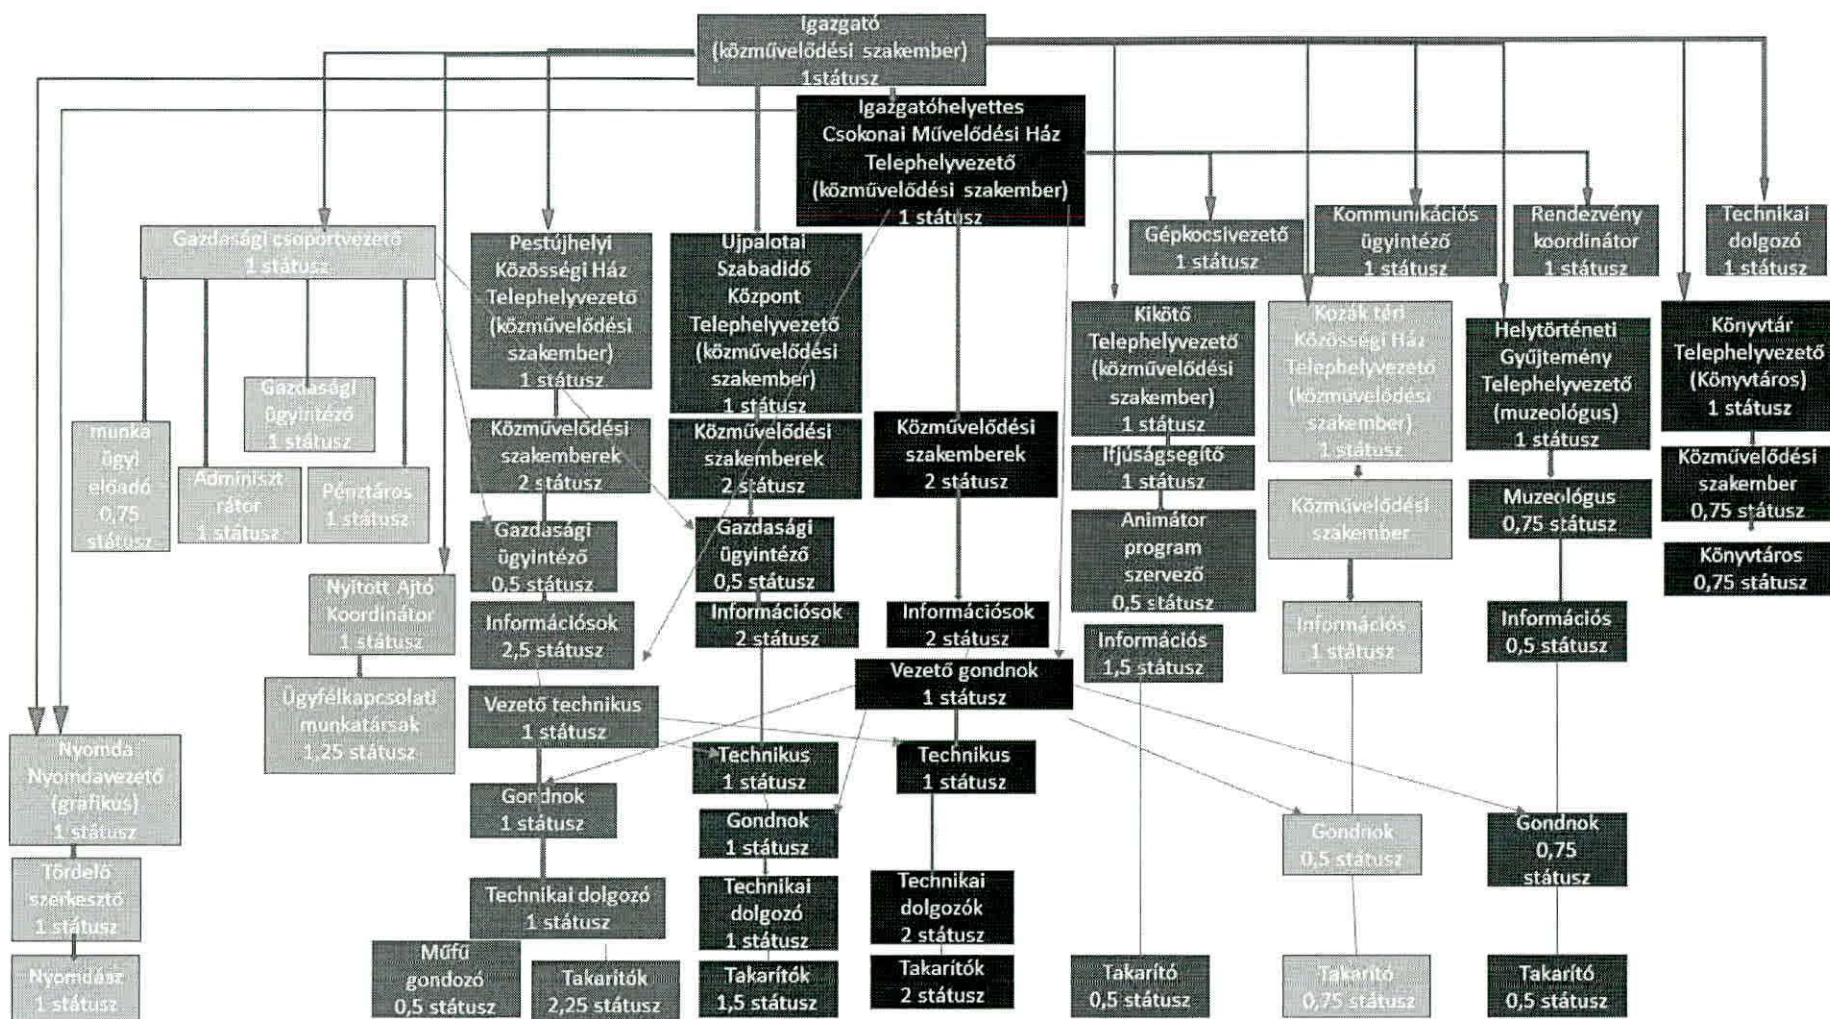 Igazgató
(közművelődési szakember)
1státusz
Igazgatóhelyettes
Csokonai Művelődési Ház
Telephelyvezető
(közművelődési szakember)
1 státusz
Gazdasági csoportvezető
1 státusz
Pestújhelyi
Közösségi Ház
Telephelyvezető
(közművelődési
szakember)
1 státusz
Ujpalotai
Szabadidő
Központ
Telephelyvezető
(közművelődési
szakember)
1 státusz
Gépkocsivezető
1 státusz
Kommunikációs
ügyintéző
1 státusz
Rendezvény
koordinátor
1 státusz
Technikai
dolgozó
1 státusz
Kikötő
Telephelyvezető
(közművelődési
szakember)
1 státusz
Kozák téri
Közösségi Ház
Telephelyvezető
(közművelődési
szakember)
1 státusz
Helytörténeti
Gyűjtemény
Telephelyvezető
(muzeológus)
1 státusz
Könyvtár
Telephelyvezető
(Könyvtáros)
1 státusz
munka
ügyi
előadó
0,75
státusz
Adminiszt
rátor
1 státusz
Gazdasági
ügyintéző
1 státusz
Pénztáros
1 státusz
Közművelődési
szakemberek
2 státusz
Közművelődési
szakemberek
2 státusz
Közművelődési
szakemberek
2 státusz
Ifjúságsegítő
1 státusz
Közművelődési
szakember
Muzeológus
0,75 státusz
Közművelődési
szakember
0,75 státusz
Gazdasági
ügyintéző
0,5 státusz
Gazdasági
ügyintéző
0,5 státusz
Animátor
program
szervező
0,5 státusz
Könyvtáros
0,75 státusz
Nyitott Ajtó
Koordinátor
1 státusz
Információsok
2,5 státusz
Információsok
2 státusz
Információsok
2 státusz
Információs
1,5 státusz
Információs
1 státusz
Információs
0,5 státusz
Ügyfélkapcsolati
munkatársak
1,25 státusz
Vezető technikus
1 státusz
Vezető gondnok
1 státusz
Nyomda
Nyomdavezető
(grafikus)
1 státusz
Technikus
1 státusz
Technikus
1 státusz
Gondnok
1 státusz
Gondnok
1 státusz
Gondnok
0,5 státusz
Gondnok
0,75
státusz
Tördelő
szerkesztő
1 státusz
Technikai dolgozó
1 státusz
Technikai
dolgozó
1 státusz
Technikai
dolgozók
2 státusz
Nyomdász
1 státusz
Műfű
gondozó
0,5 státusz
Takarítók
2,25 státusz
Takarítók
1,5 státusz
Takarítók
2 státusz
Takarító
0,5 státusz
Takarító
0,75 státusz
Takarító
0,5 státusz